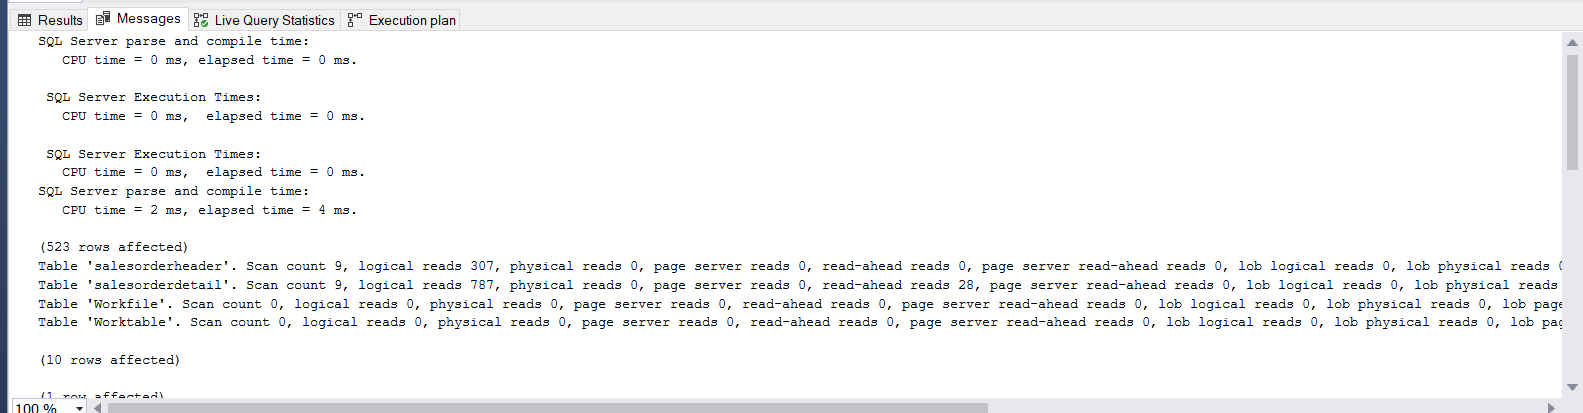 Results Messages Live Query Statistics Execution plan
SQL Server parse and compile time:
CPU time = 0 ms, elapsed time = 0 ms.
SQL Server Execution Times:
CPU time = 0 ms,  elapsed time = 0 ms.
SQL Server Execution Times:
CPU time = 0 ms,  elapsed time = 0 ms.
SQL Server parse and compile time:
CPU time = 2 ms, elapsed time = 4 ms.
(523 rows affected)
Table 'salesorderheader'. Scan count 9, logical reads 307, physical reads 0, page server reads 0, read-ahead reads 0, page server read-ahead reads 0, lob logical reads 0, lob physical reads 0
Table 'salesorderdetail'. Scan count 9, logical reads 787, physical reads 0, page server reads 0, read-ahead reads 28, page server read-ahead reads 0, lob logical reads 0, lob physical reads
Table 'Workfile'. Scan count 0, logical reads 0, physical reads 0, page server reads 0, read-ahead reads 0, page server read-ahead reads 0, lob logical reads 0, lob physical reads 0, lob page
Table 'Worktable'. Scan count 0, logical reads 0, physical reads 0, page server reads 0, read-ahead reads 0, page server read-ahead reads 0, lob logical reads 0, lob physical reads 0, lob pag
(10 rows affected)
(1 row affected)
100 %